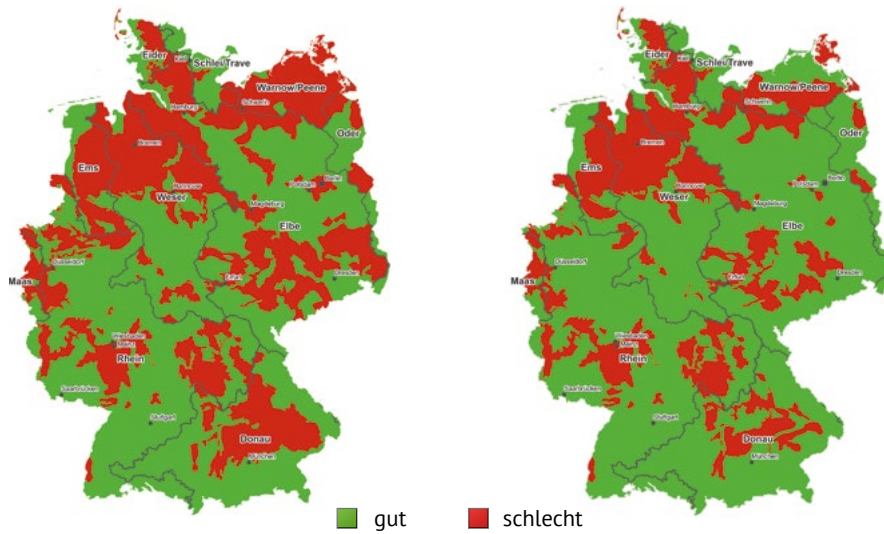 Eider
Kiel
Schlei/Trave
Warnow/Peene
Hamburg
Schwerin
Oder
Bremen
Ems
Berlin
Hannover
Potsdam
Weser
Magdeburg
Elbe
Düsseldorf
Erfurt
Dresden
Maas
Wiesbaden
Mainz
Rhein
Saarbrücken
Stuttgart
Donau
München
Eider
Kiel
Schlei/Trave
Warnow/Peene
Hamburg
Schwerin
Oder
Bremen
Ems
Berlin
Hannover
Potsdam
Weser
Magdeburg
Elbe
Düsseldorf
Erfurt
Dresden
Maas
Wiesbaden
Mainz
Rhein
Saarbrücken
Stuttgart
Donau
München
gut
schlecht